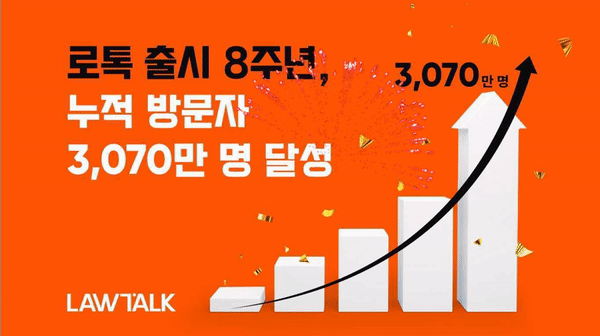 로톡 출시 8주년,
누적 방문자
3,070만 명 달성
3,070만 명
LAWTALK